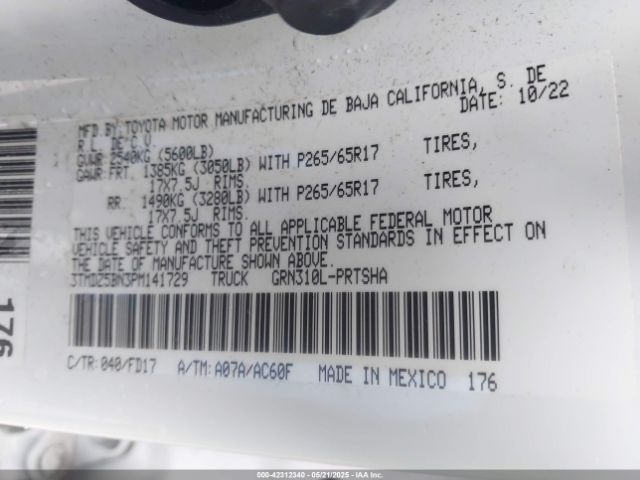 MFD.BY:TOYOTA MOTOR MANUFACTURING DE BAJA CALIFORNIA, S. DE
R.L. DE C.V. DATE: 10/22
GVWR 2540KG (5600LB)
GAWR FRT. 1385KG (3050LB) WITH P265/65R17 TIRES,
17X7.5J RIMS.
RR. 1490KG (3280LB) WITH P265/65R17 TIRES,
17X7.5J RIMS.
THIS VEHICLE CONFORMS TO ALL APPLICABLE FEDERAL MOTOR
VEHICLE SAFETY AND THEFT PREVENTION STANDARDS IN EFFECT ON
THE DATE OF MANUFACTURE SHOWN ABOVE.
3TMDZ5BN3PM141729 TRUCK GRN310L-PRTSHA
C/TR:040/FD17 A/TM:A07A/AC60F MADE IN MEXICO 176
176
000-42312340 - 05/21/2025 - IAAI.COM